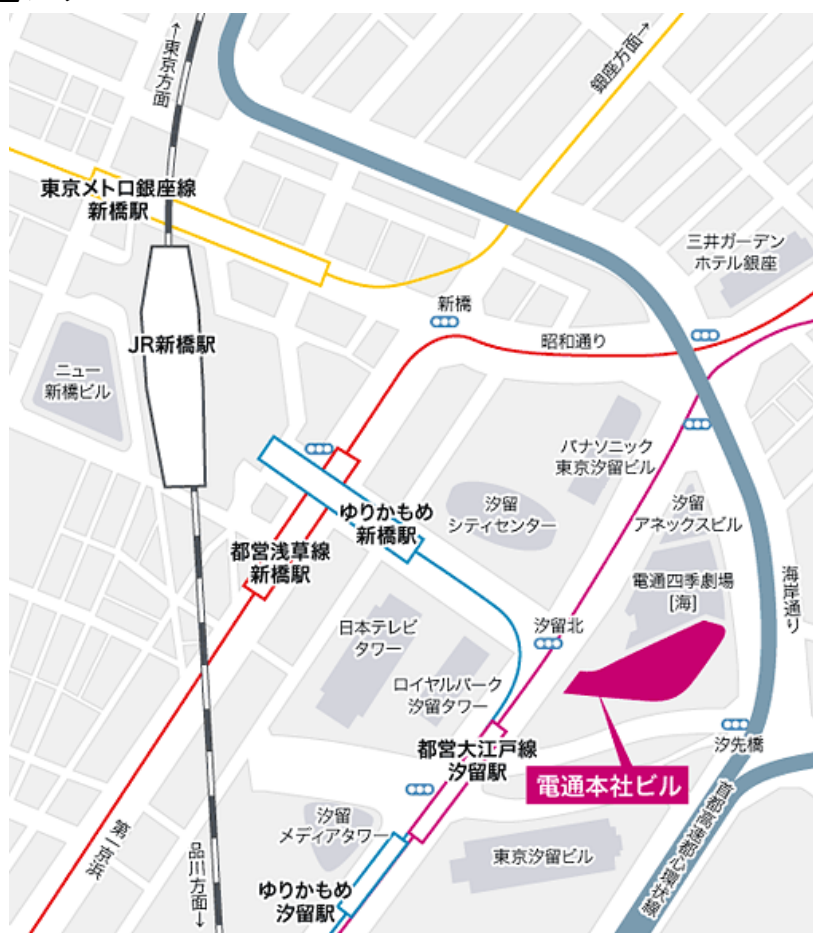 ←東京方面
銀座方面→
東京メトロ銀座線
新橋駅
三井ガーデン
ホテル銀座
新橋
昭和通り
JR新橋駅
ニュー
新橋ビル
パナソニック
東京汐留ビル
汐留
シティセンター
汐留
アネックスビル
ゆりかもめ
新橋駅
都営浅草線
新橋駅
電通四季劇場
[海]
海岸通り
日本テレビ
タワー
汐留北
ロイヤルパーク
汐留タワー
都営大江戸線
汐留駅
汐先橋
電通本社ビル
首都高速都心環状線
汐留
メディアタワー
東京汐留ビル
第一京浜
品川方面→
ゆりかもめ
汐留駅